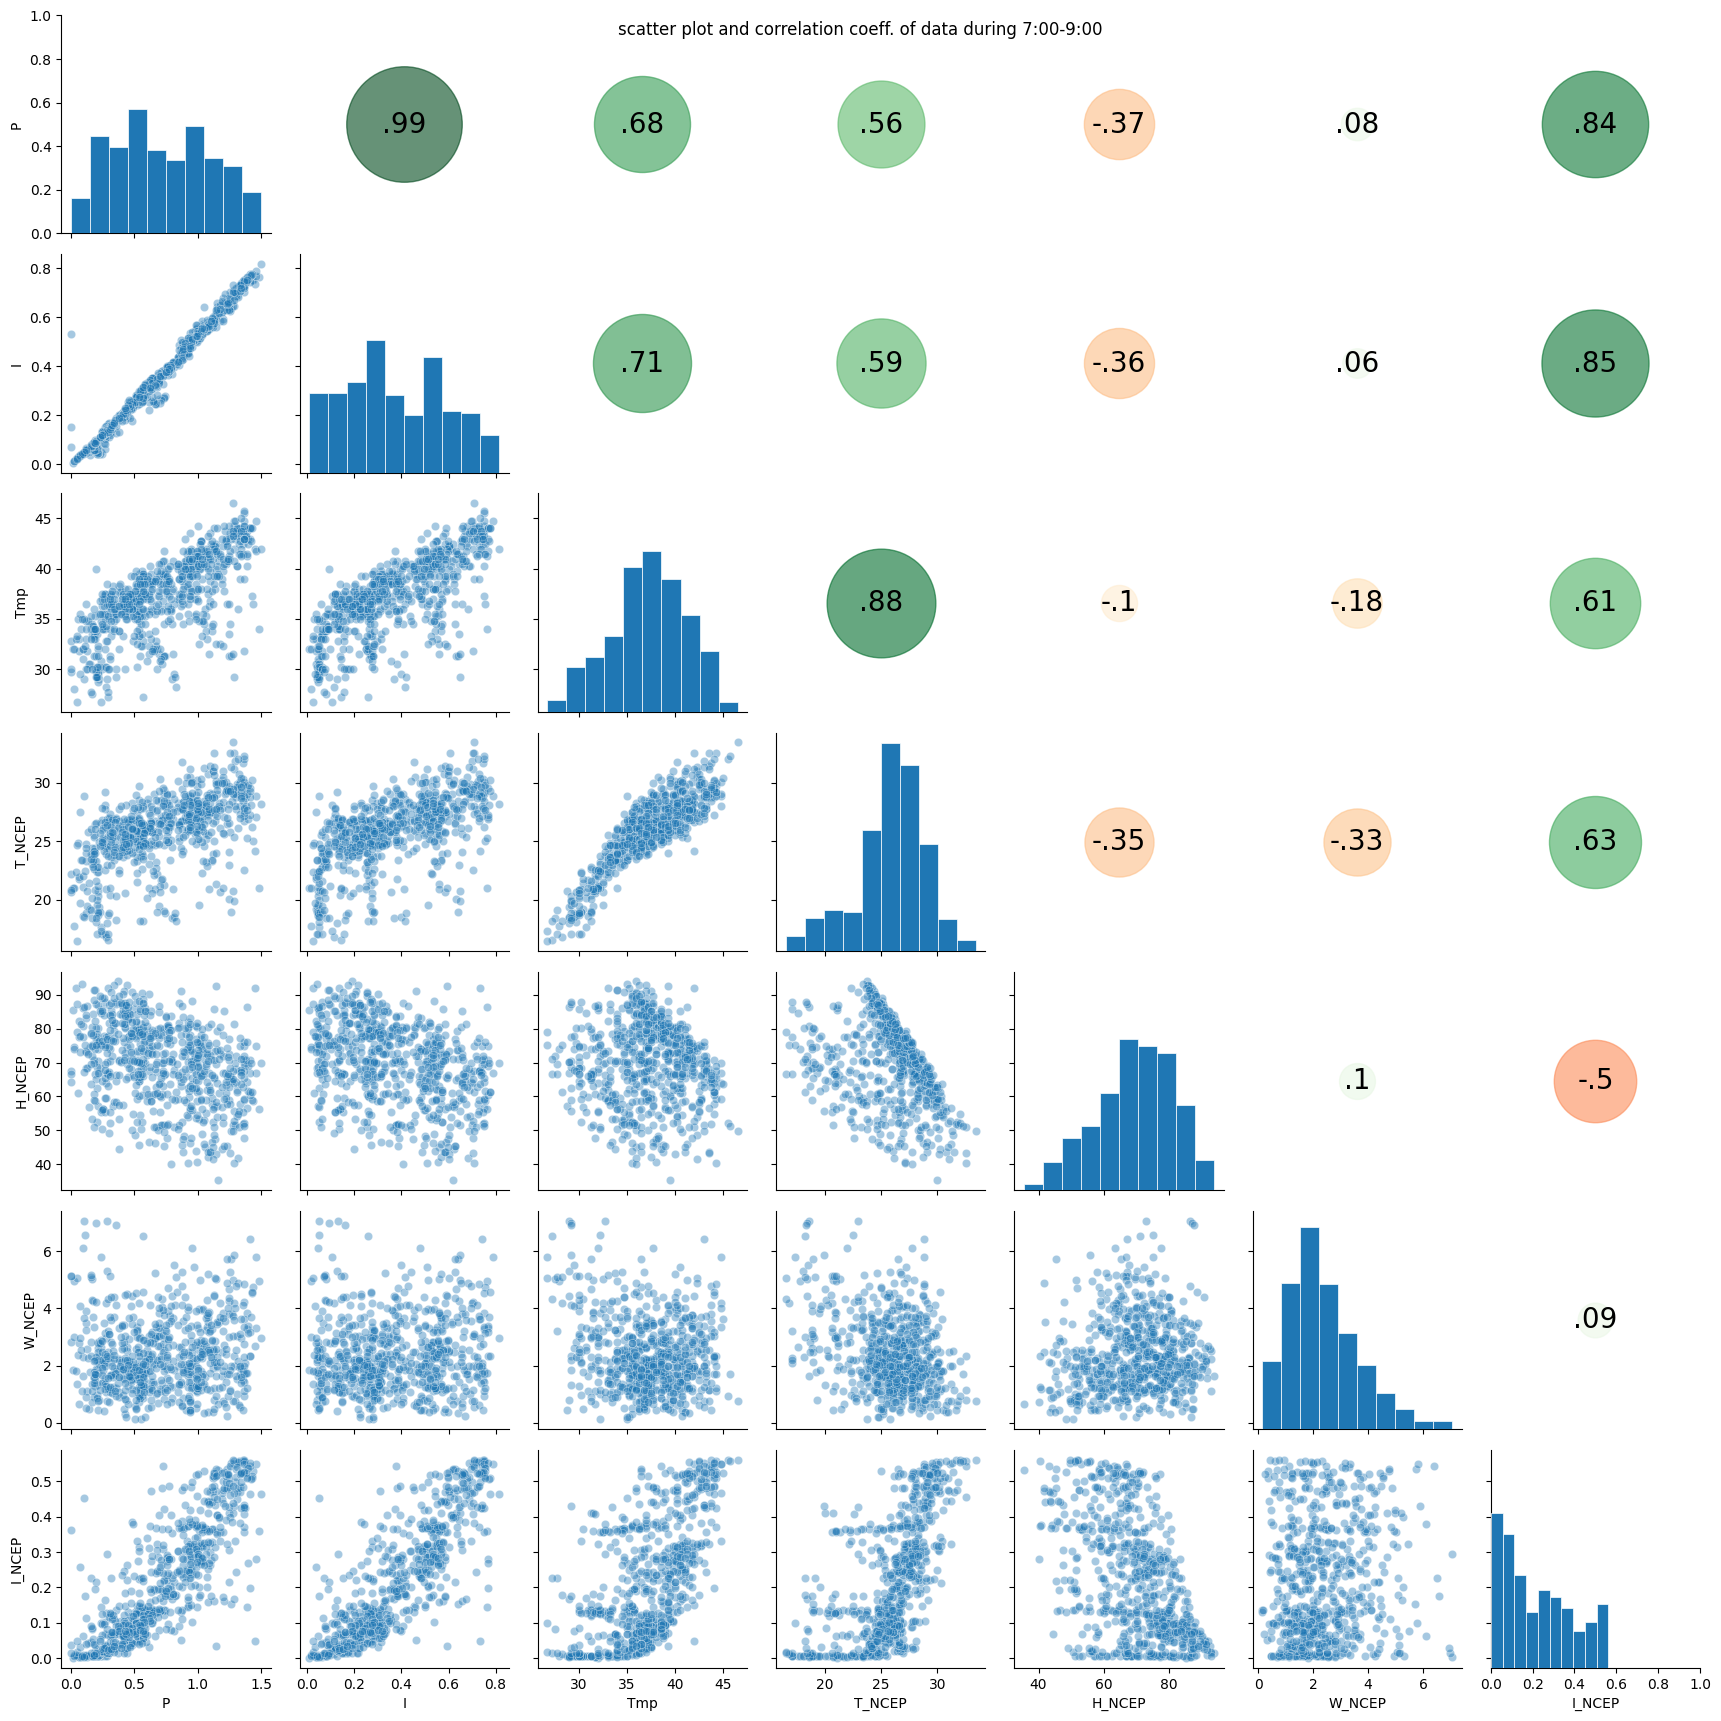 scatter plot and correlation coeff. of data during 7:00-9:00
1.0
0.8
0.6
0.4
0.2
0.0
P
.99
.68
.56
-.37
.08
.84
0.8
0.6
0.4
0.2
0.0
I
.71
.59
-.36
.06
.85
45
40
35
30
Tmp
.88
-.1
-.18
.61
30
25
20
T_NCEP
-.35
-.33
.63
90
80
70
60
50
40
H_NCEP
.1
-.5
6
4
2
0
W_NCEP
.09
0.5
0.4
0.3
0.2
0.1
0.0
I_NCEP
0.0 0.5 1.0 1.5
0.0 0.2 0.4 0.6 0.8
30 35 40 45
20 25 30
40 60 80
0 2 4 6
0.0 0.2 0.4 0.6 0.8 1.0
P
I
Tmp
T_NCEP
H_NCEP
W_NCEP
I_NCEP